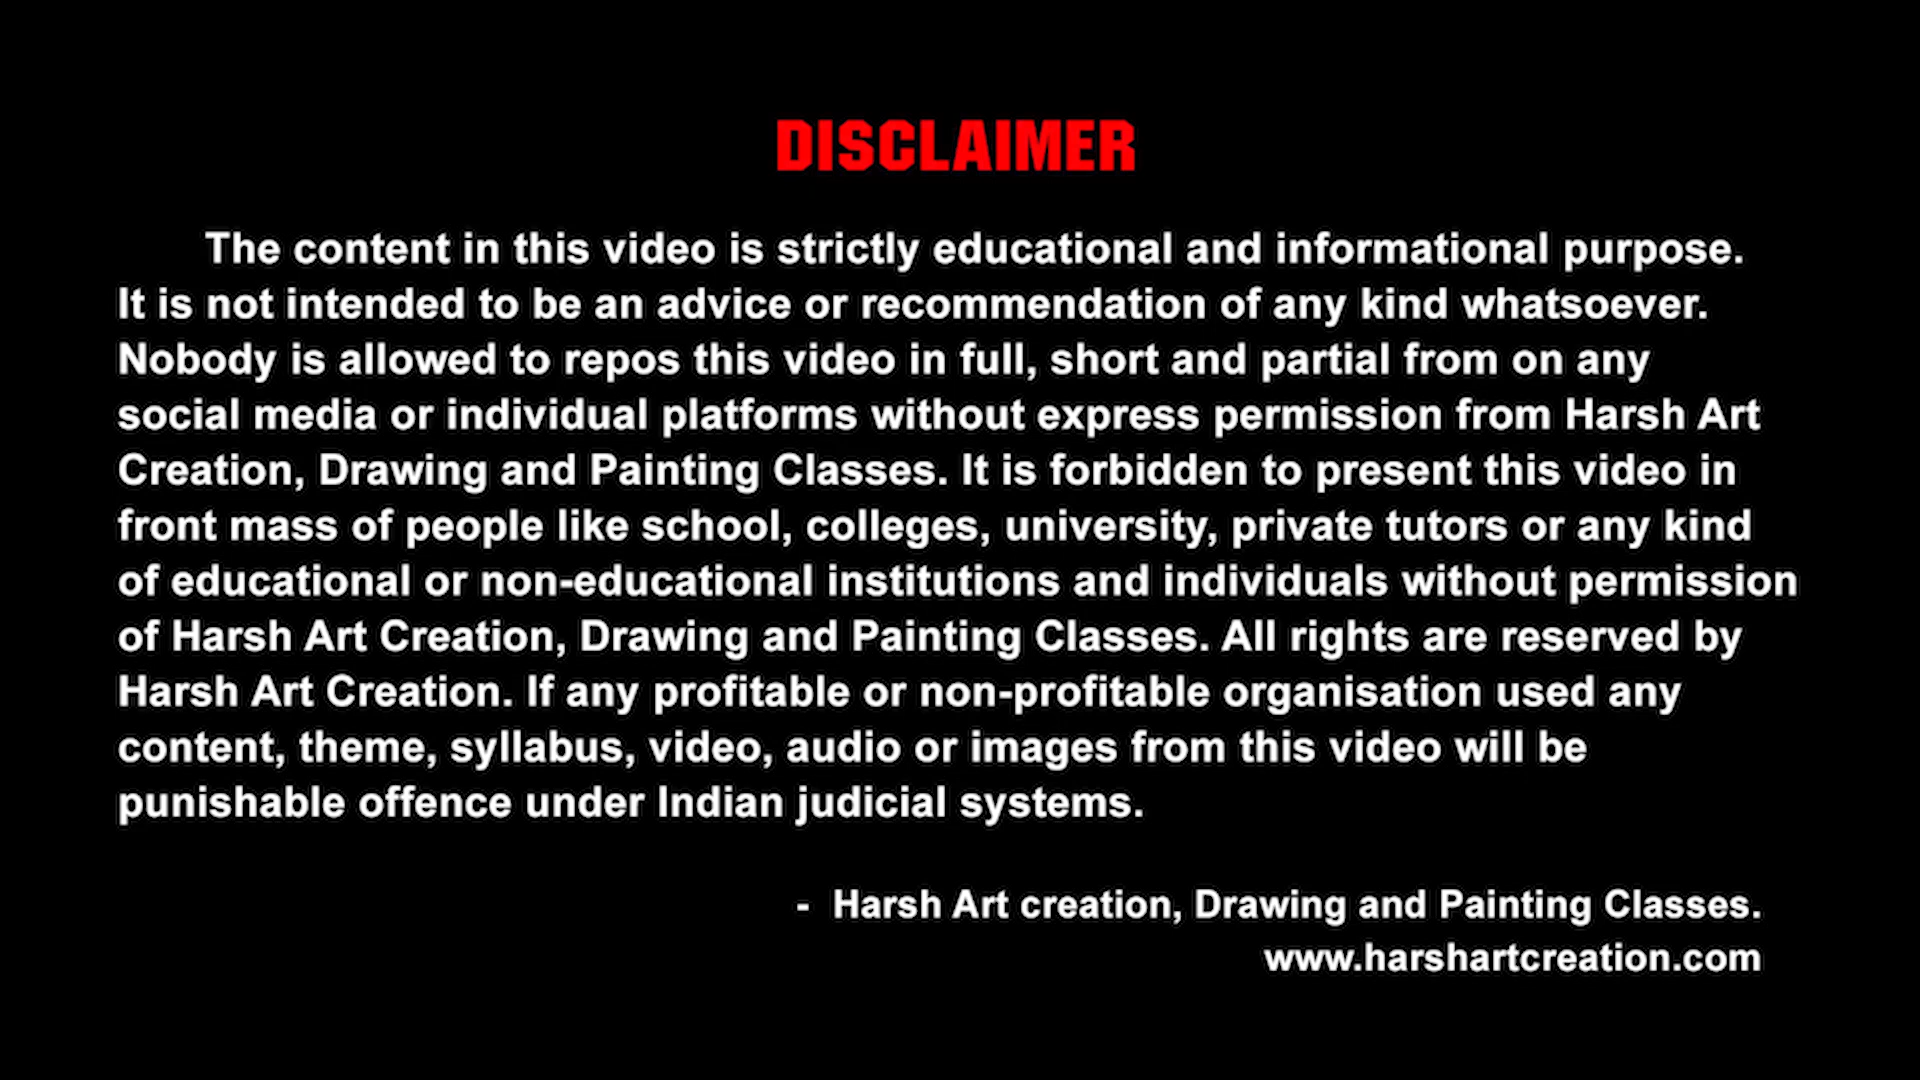 DISCLAIMER
The content in this video is strictly educational and informational purpose.
It is not intended to be an advice or recommendation of any kind whatsoever.
Nobody is allowed to repos this video in full, short and partial from on any
social media or individual platforms without express permission from Harsh Art
Creation, Drawing and Painting Classes. It is forbidden to present this video in
front mass of people like school, colleges, university, private tutors or any kind
of educational or non-educational institutions and individuals without permission
of Harsh Art Creation, Drawing and Painting Classes. All rights are reserved by
Harsh Art Creation. If any profitable or non-profitable organisation used any
content, theme, syllabus, video, audio or images from this video will be
punishable offence under Indian judicial systems.
- Harsh Art creation, Drawing and Painting Classes.
www.harshartcreation.com